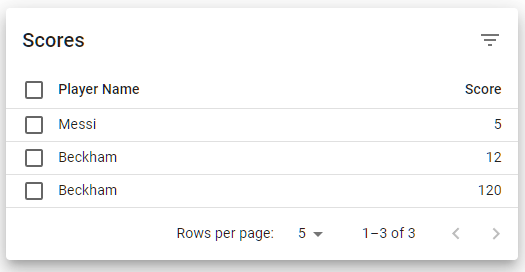 Scores
Player Name Score
Messi 5
Beckham 12
Beckham 120
Rows per page: 5 1–3 of 3